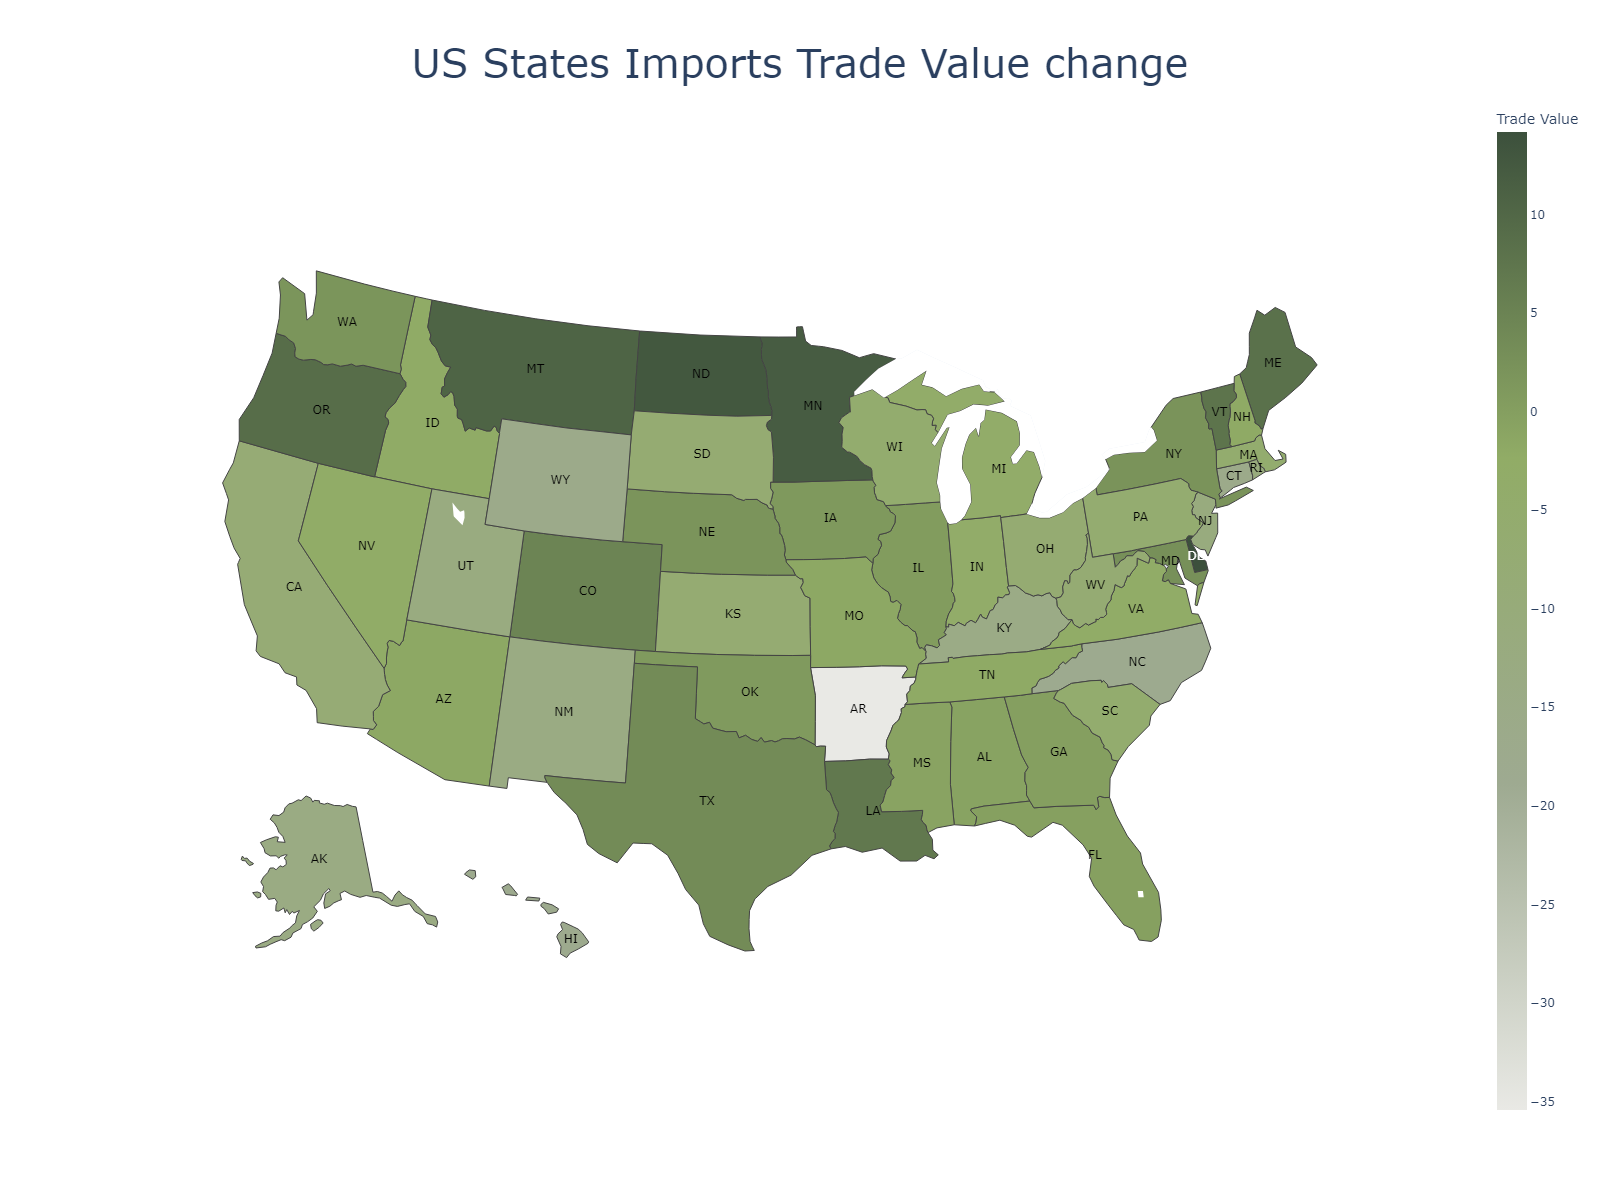 US States Imports Trade Value change
Trade Value
10
5
0
−5
−10
−15
−20
−25
−30
−35
WA
MT
ND
ME
OR
MN
VT
NH
ID
WI
NY
MA
SD
MI
RI
CT
WY
IA
PA
NJ
NE
NV
OH
DE
MD
UT
IL
IN
CA
CO
WV
KS
MO
VA
KY
NC
TN
OK
AZ
NM
AR
SC
GA
AL
MS
TX
LA
FL
AK
HI